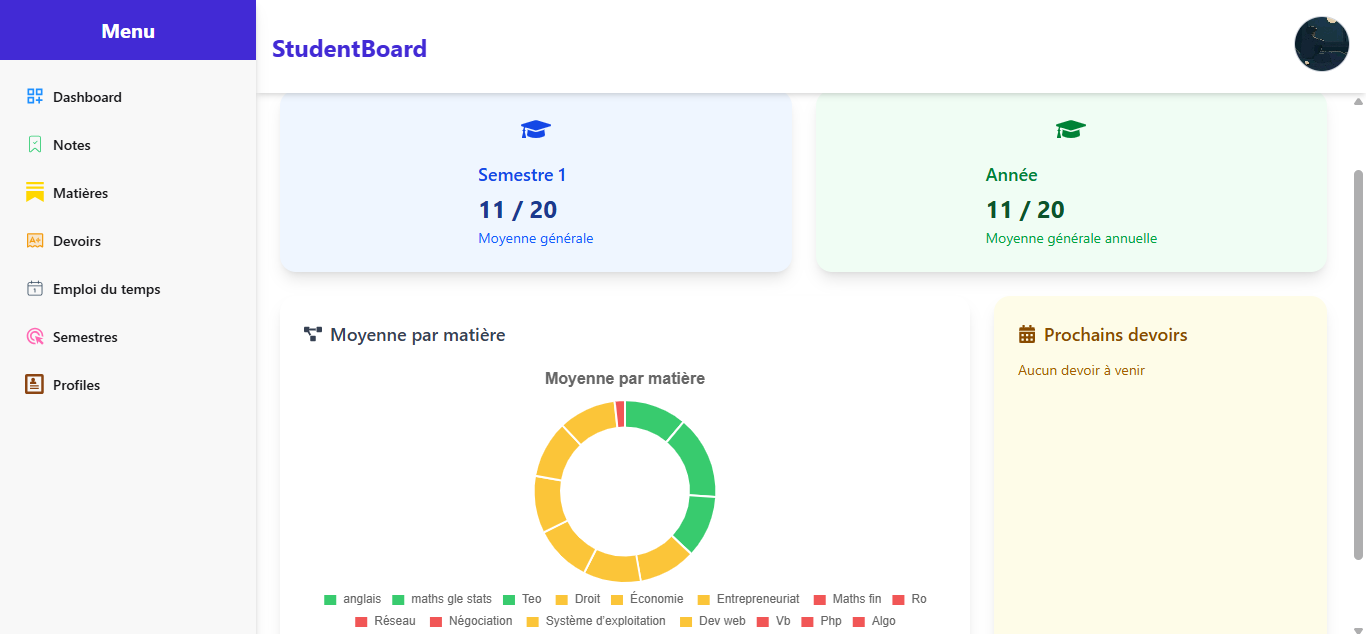 Menu
StudentBoard
Dashboard
Notes
Matières
Devoirs
Emploi du temps
Semestres
Profiles
Semestre 1
11 / 20
Moyenne générale
Année
11 / 20
Moyenne générale annuelle
Moyenne par matière
Moyenne par matière
anglais maths gle stats Teo Droit Économie Entrepreneuriat Maths fin Ro
Réseau Négociation Système d'exploitation Dev web Vb Php Algo
Prochains devoirs
Aucun devoir à venir